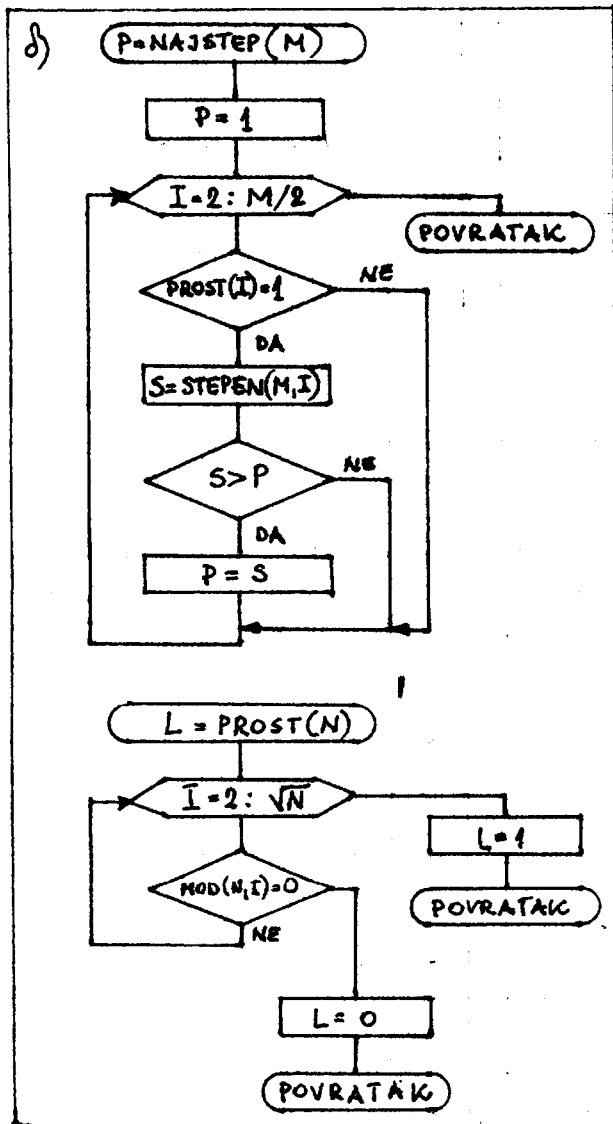 б)
P=NAJSTEP(M)
P = 1
I=2: M/2
POVRATAK
PROST(I)=1
NE
DA
S=STEPEN(M,I)
S>P
NE
DA
P = S
L = PROST(N)
I=2: √N
L=1
MOD(N,I)=0
POVRATAK
NE
L = 0
POVRATAK